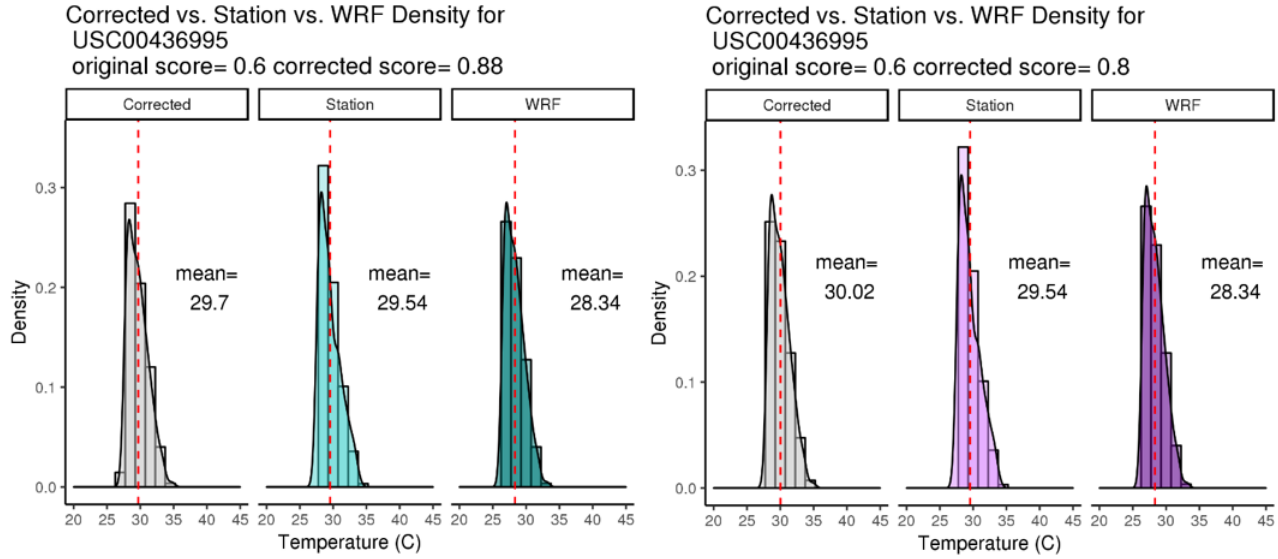 Corrected vs. Station vs. WRF Density for
USC00436995
original score= 0.6 corrected score= 0.88
Corrected Station WRF
0.3
0.2
0.1
0.0
Density
mean=
29.7
mean=
29.54
mean=
28.34
20 25 30 35 40 45 20 25 30 35 40 45 20 25 30 35 40 45
Temperature (C)
Corrected vs. Station vs. WRF Density for
USC00436995
original score= 0.6 corrected score= 0.8
Corrected Station WRF
0.3
0.2
0.1
0.0
Density
mean=
30.02
mean=
29.54
mean=
28.34
20 25 30 35 40 45 20 25 30 35 40 45 20 25 30 35 40 45
Temperature (C)